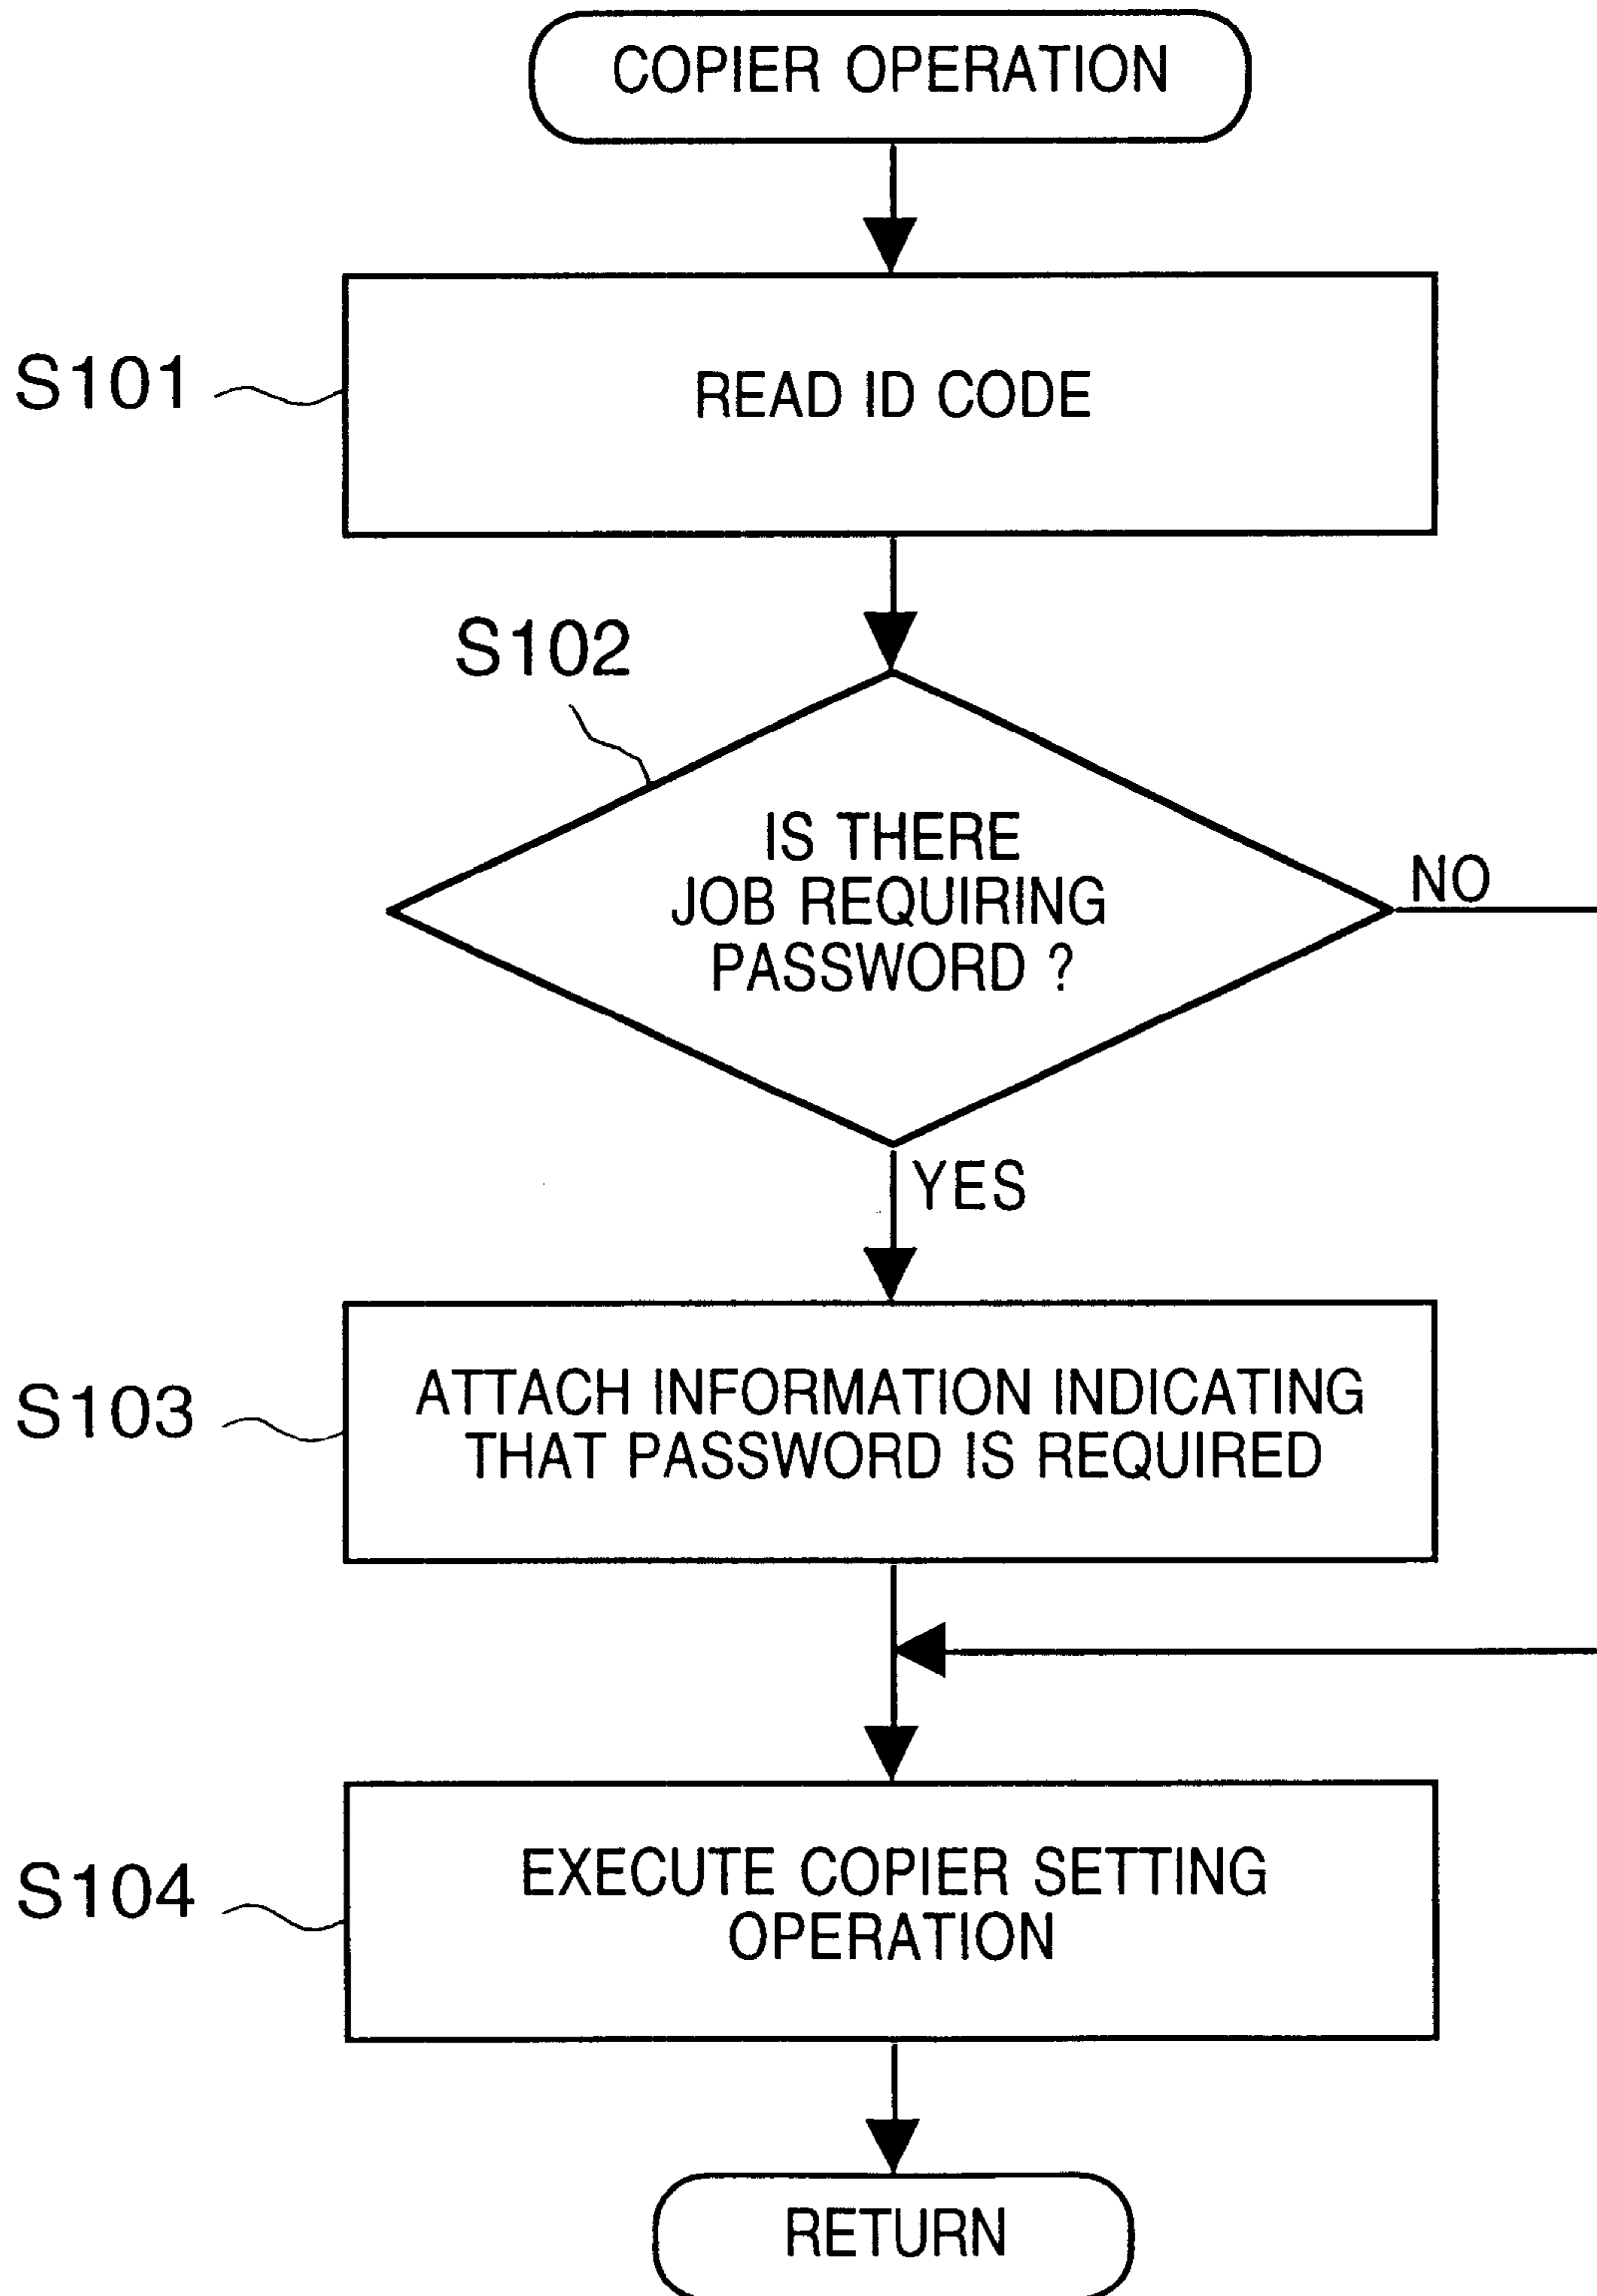 COPIER OPERATION
S101
READ ID CODE
S102
IS THERE
JOB REQUIRING
PASSWORD ?
NO
YES
S103
ATTACH INFORMATION INDICATING
THAT PASSWORD IS REQUIRED
S104
EXECUTE COPIER SETTING
OPERATION
RETURN